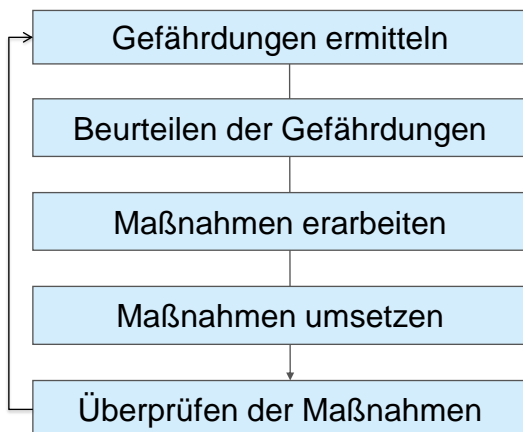 Gefährdungen ermitteln
Beurteilen der Gefährdungen
Maßnahmen erarbeiten
Maßnahmen umsetzen
Überprüfen der Maßnahmen